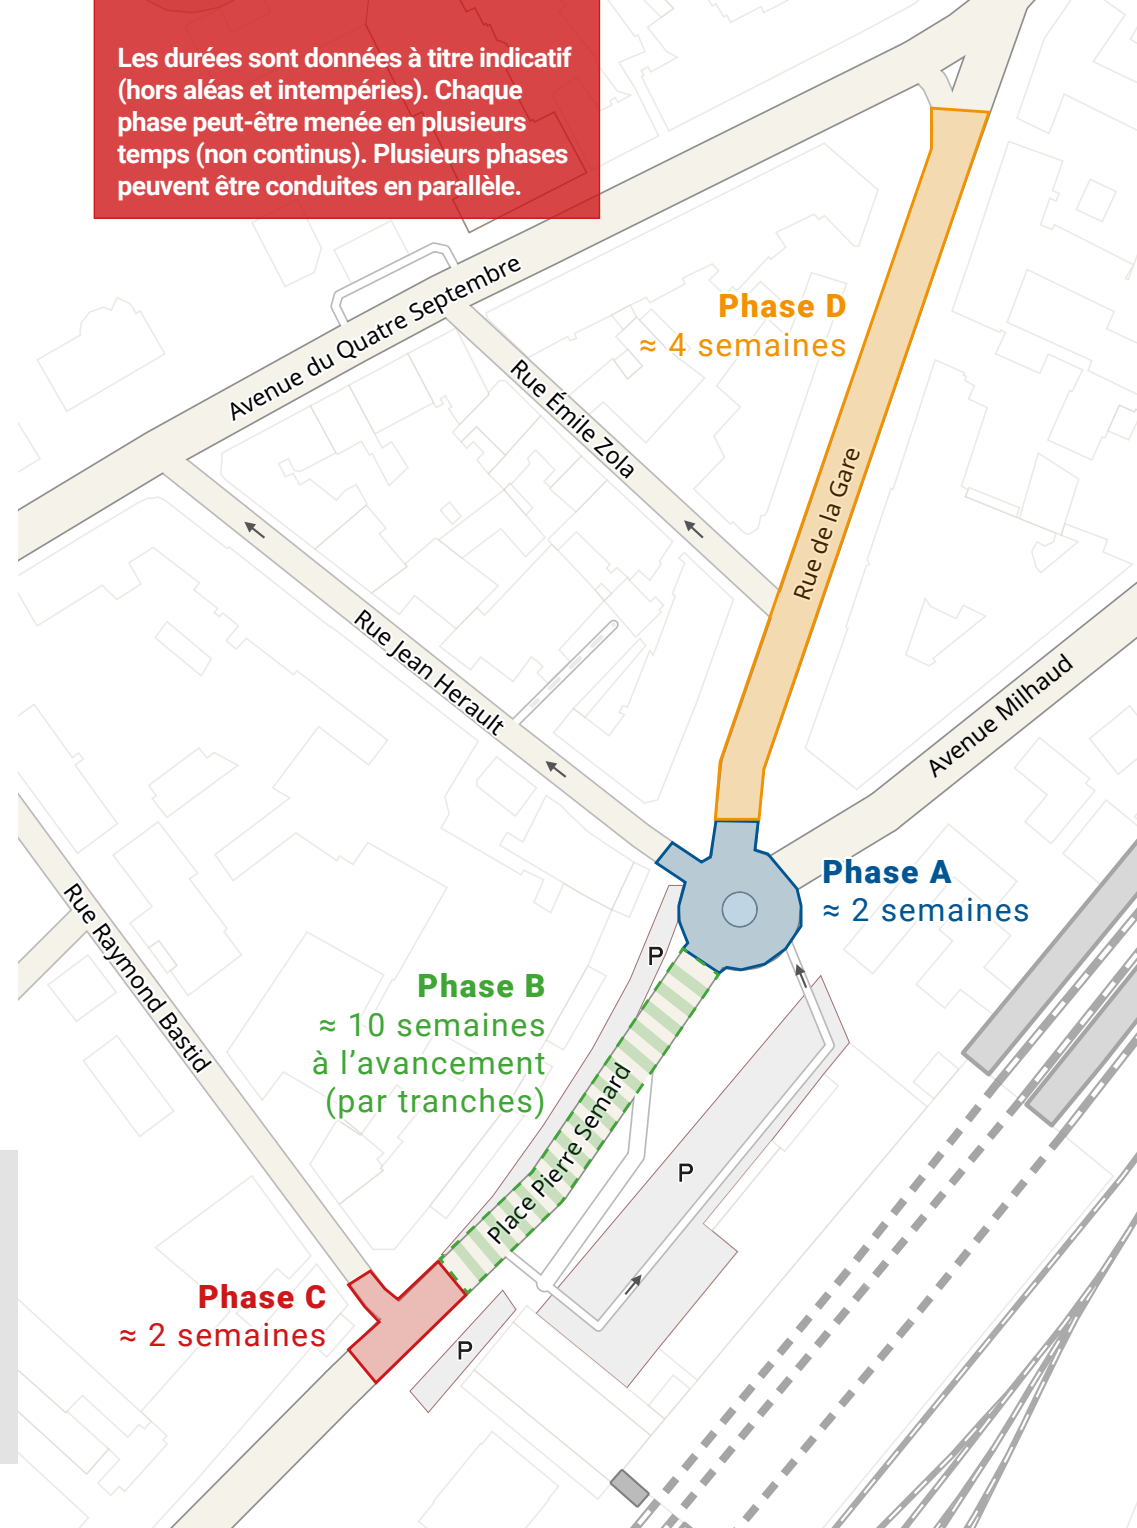 Les durées sont données à titre indicatif
(hors aléas et intempéries). Chaque
phase peut-être menée en plusieurs
temps (non continus). Plusieurs phases
peuvent être conduites en parallèle.
Avenue du Quatre Septembre
Phase D
≈ 4 semaines
Rue Émile Zola
Rue de la Gare
Rue Jean Herault
Avenue Milhaud
Phase A
≈ 2 semaines
Rue Raymond Bastid
P
Phase B
≈ 10 semaines
à l'avancement
(par tranches)
Place Pierre Semard
P
Phase C
≈ 2 semaines
P